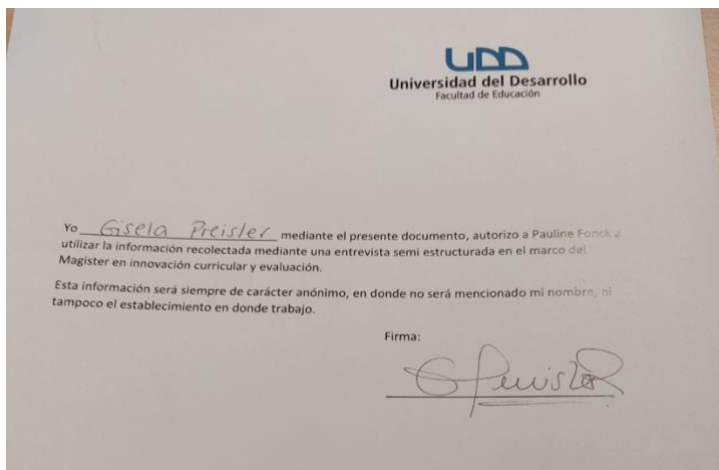 UDD
Universidad del Desarrollo
Facultad de Educación
Yo Gisela Preisler mediante el presente documento, autorizo a Pauline Fonck a
utilizar la información recolectada mediante una entrevista semi estructurada en el marco del
Magister en innovación curricular y evaluación.
Esta información será siempre de carácter anónimo, en donde no será mencionado mi nombre, ni
tampoco el establecimiento en donde trabajo.
Firma:
GPreisler